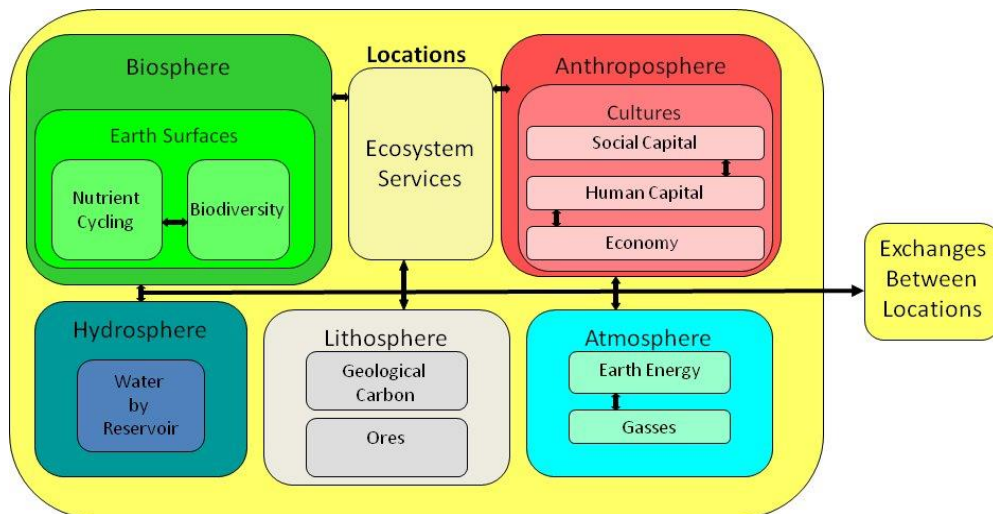 Locations
Biosphere
Earth Surfaces
Nutrient
Cycling
Biodiversity
Ecosystem
Services
Anthroposphere
Cultures
Social Capital
Human Capital
Economy
Exchanges
Between
Locations
Hydrosphere
Water
by
Reservoir
Lithosphere
Geological
Carbon
Ores
Atmosphere
Earth Energy
Gasses